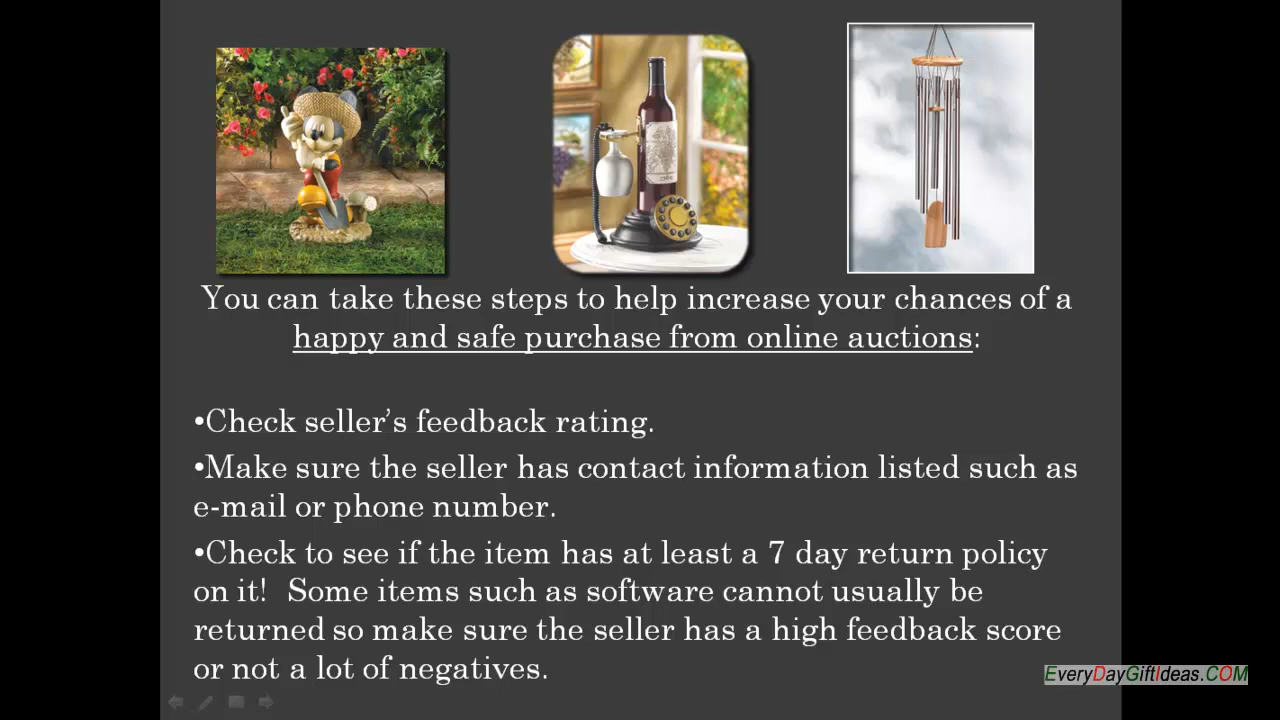 You can take these steps to help increase your chances of a
happy and safe purchase from online auctions:
•Check seller’s feedback rating.
•Make sure the seller has contact information listed such as
e-mail or phone number.
•Check to see if the item has at least a 7 day return policy
on it!  Some items such as software cannot usually be
returned so make sure the seller has a high feedback score
or not a lot of negatives.
EveryDayGiftIdeas.COM